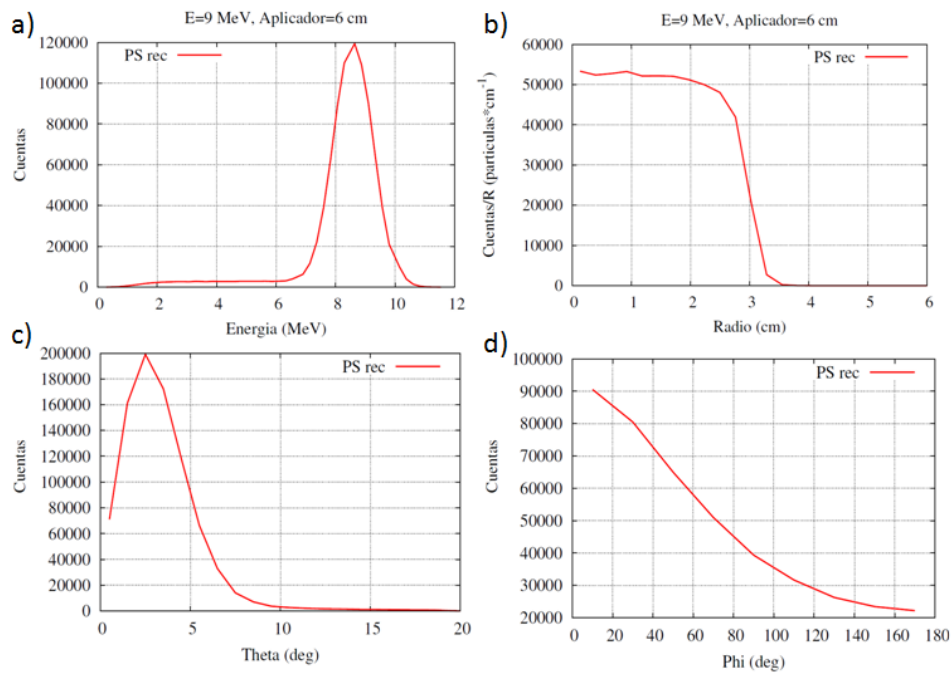 a)
E=9 MeV, Aplicador=6 cm
PS rec
120000
100000
80000
60000
40000
20000
0
Cuentas
0 2 4 6 8 10 12
Energia (MeV)
b)
E=9 MeV, Aplicador=6 cm
PS rec
60000
50000
40000
30000
20000
10000
0
Cuentas/R (particulas*cm⁻¹)
0 1 2 3 4 5 6
Radio (cm)
c)
PS rec
200000
180000
160000
140000
120000
100000
80000
60000
40000
20000
0
Cuentas
0 5 10 15 20
Theta (deg)
d)
PS rec
100000
90000
80000
70000
60000
50000
40000
30000
20000
Cuentas
0 20 40 60 80 100 120 140 160 180
Phi (deg)